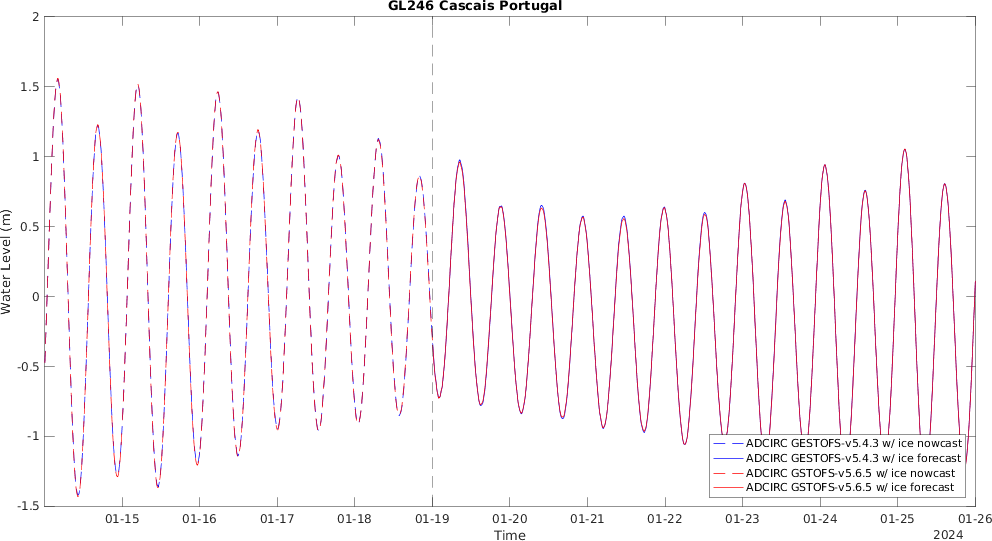 GL246 Cascais Portugal
2
1.5
1
0.5
0
-0.5
-1
-1.5
Water Level (m)
ADCIRC GESTOFS-v5.4.3 w/ ice nowcast
ADCIRC GESTOFS-v5.4.3 w/ ice forecast
ADCIRC GSTOFS-v5.6.5 w/ ice nowcast
ADCIRC GSTOFS-v5.6.5 w/ ice forecast
01-15 01-16 01-17 01-18 01-19 01-20 01-21 01-22 01-23 01-24 01-25 01-26
Time
2024